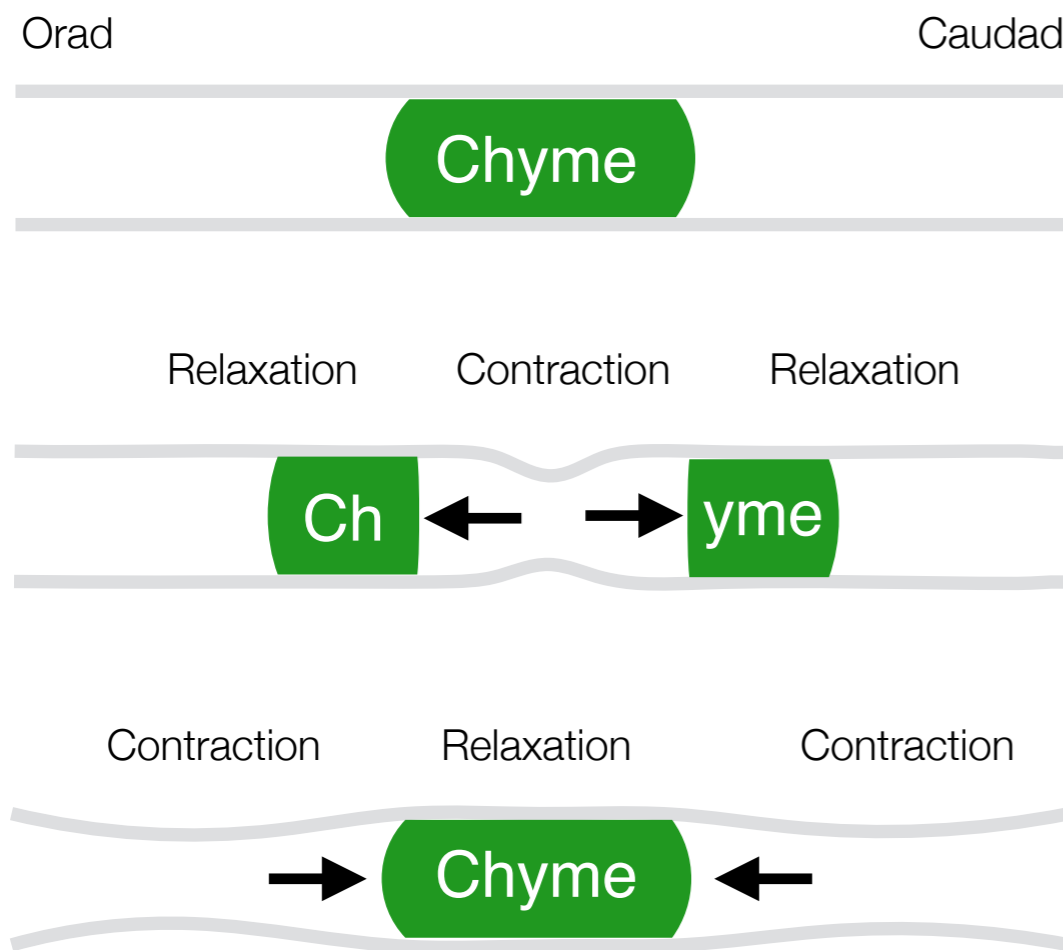 Orad Caudad
Chyme
Relaxation Contraction Relaxation
Ch yme
Contraction Relaxation Contraction
Chyme